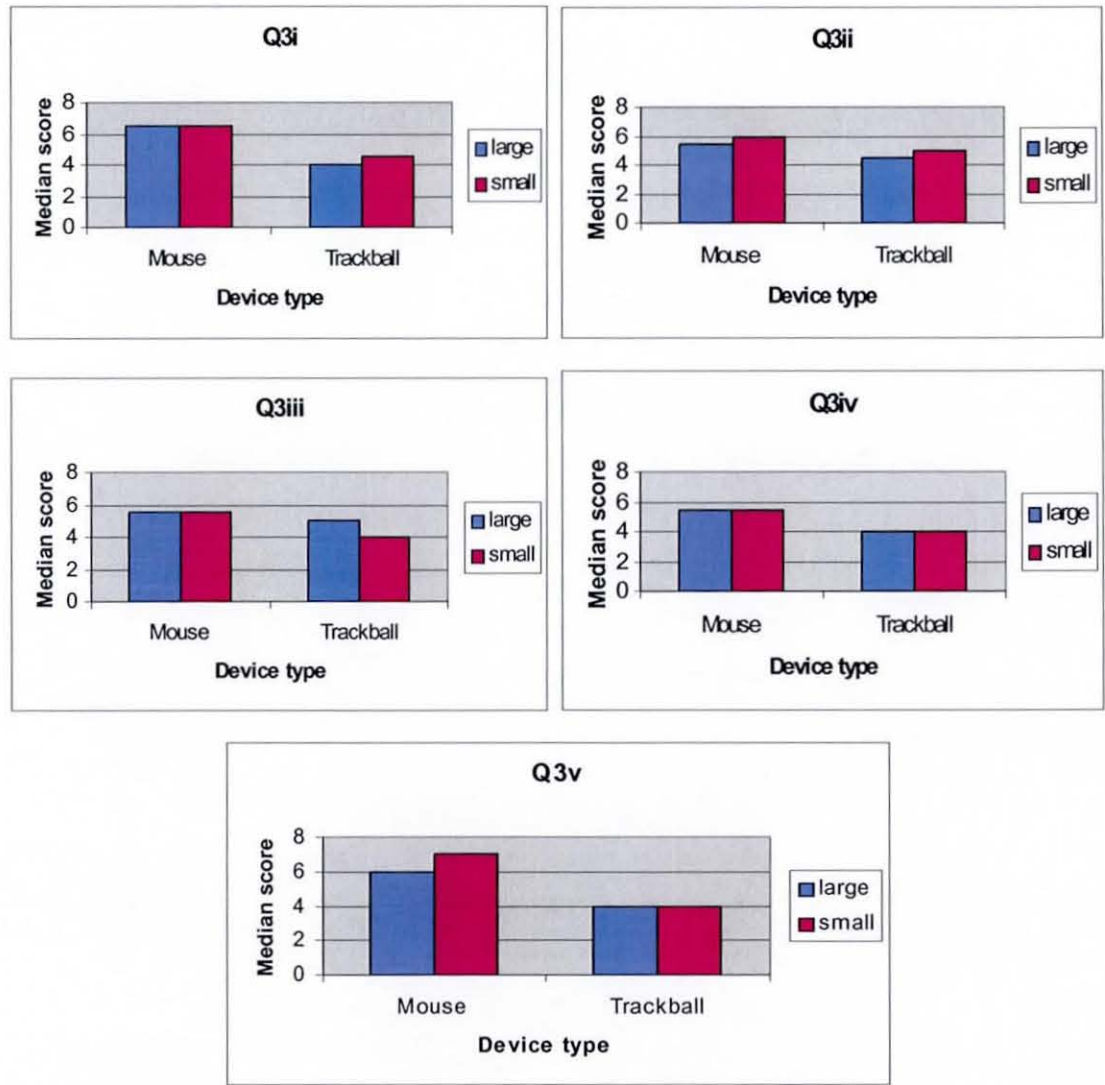 Q3i
Median score
8
6
4
2
0
Mouse Trackball
Device type
large
small
Q3ii
Median score
8
6
4
2
0
Mouse Trackball
Device type
large
small
Q3iii
Median score
8
6
4
2
0
Mouse Trackball
Device type
large
small
Q3iv
Median score
8
6
4
2
0
Mouse Trackball
Device type
large
small
Q3v
Median score
8
6
4
2
0
Mouse Trackball
Device type
large
small